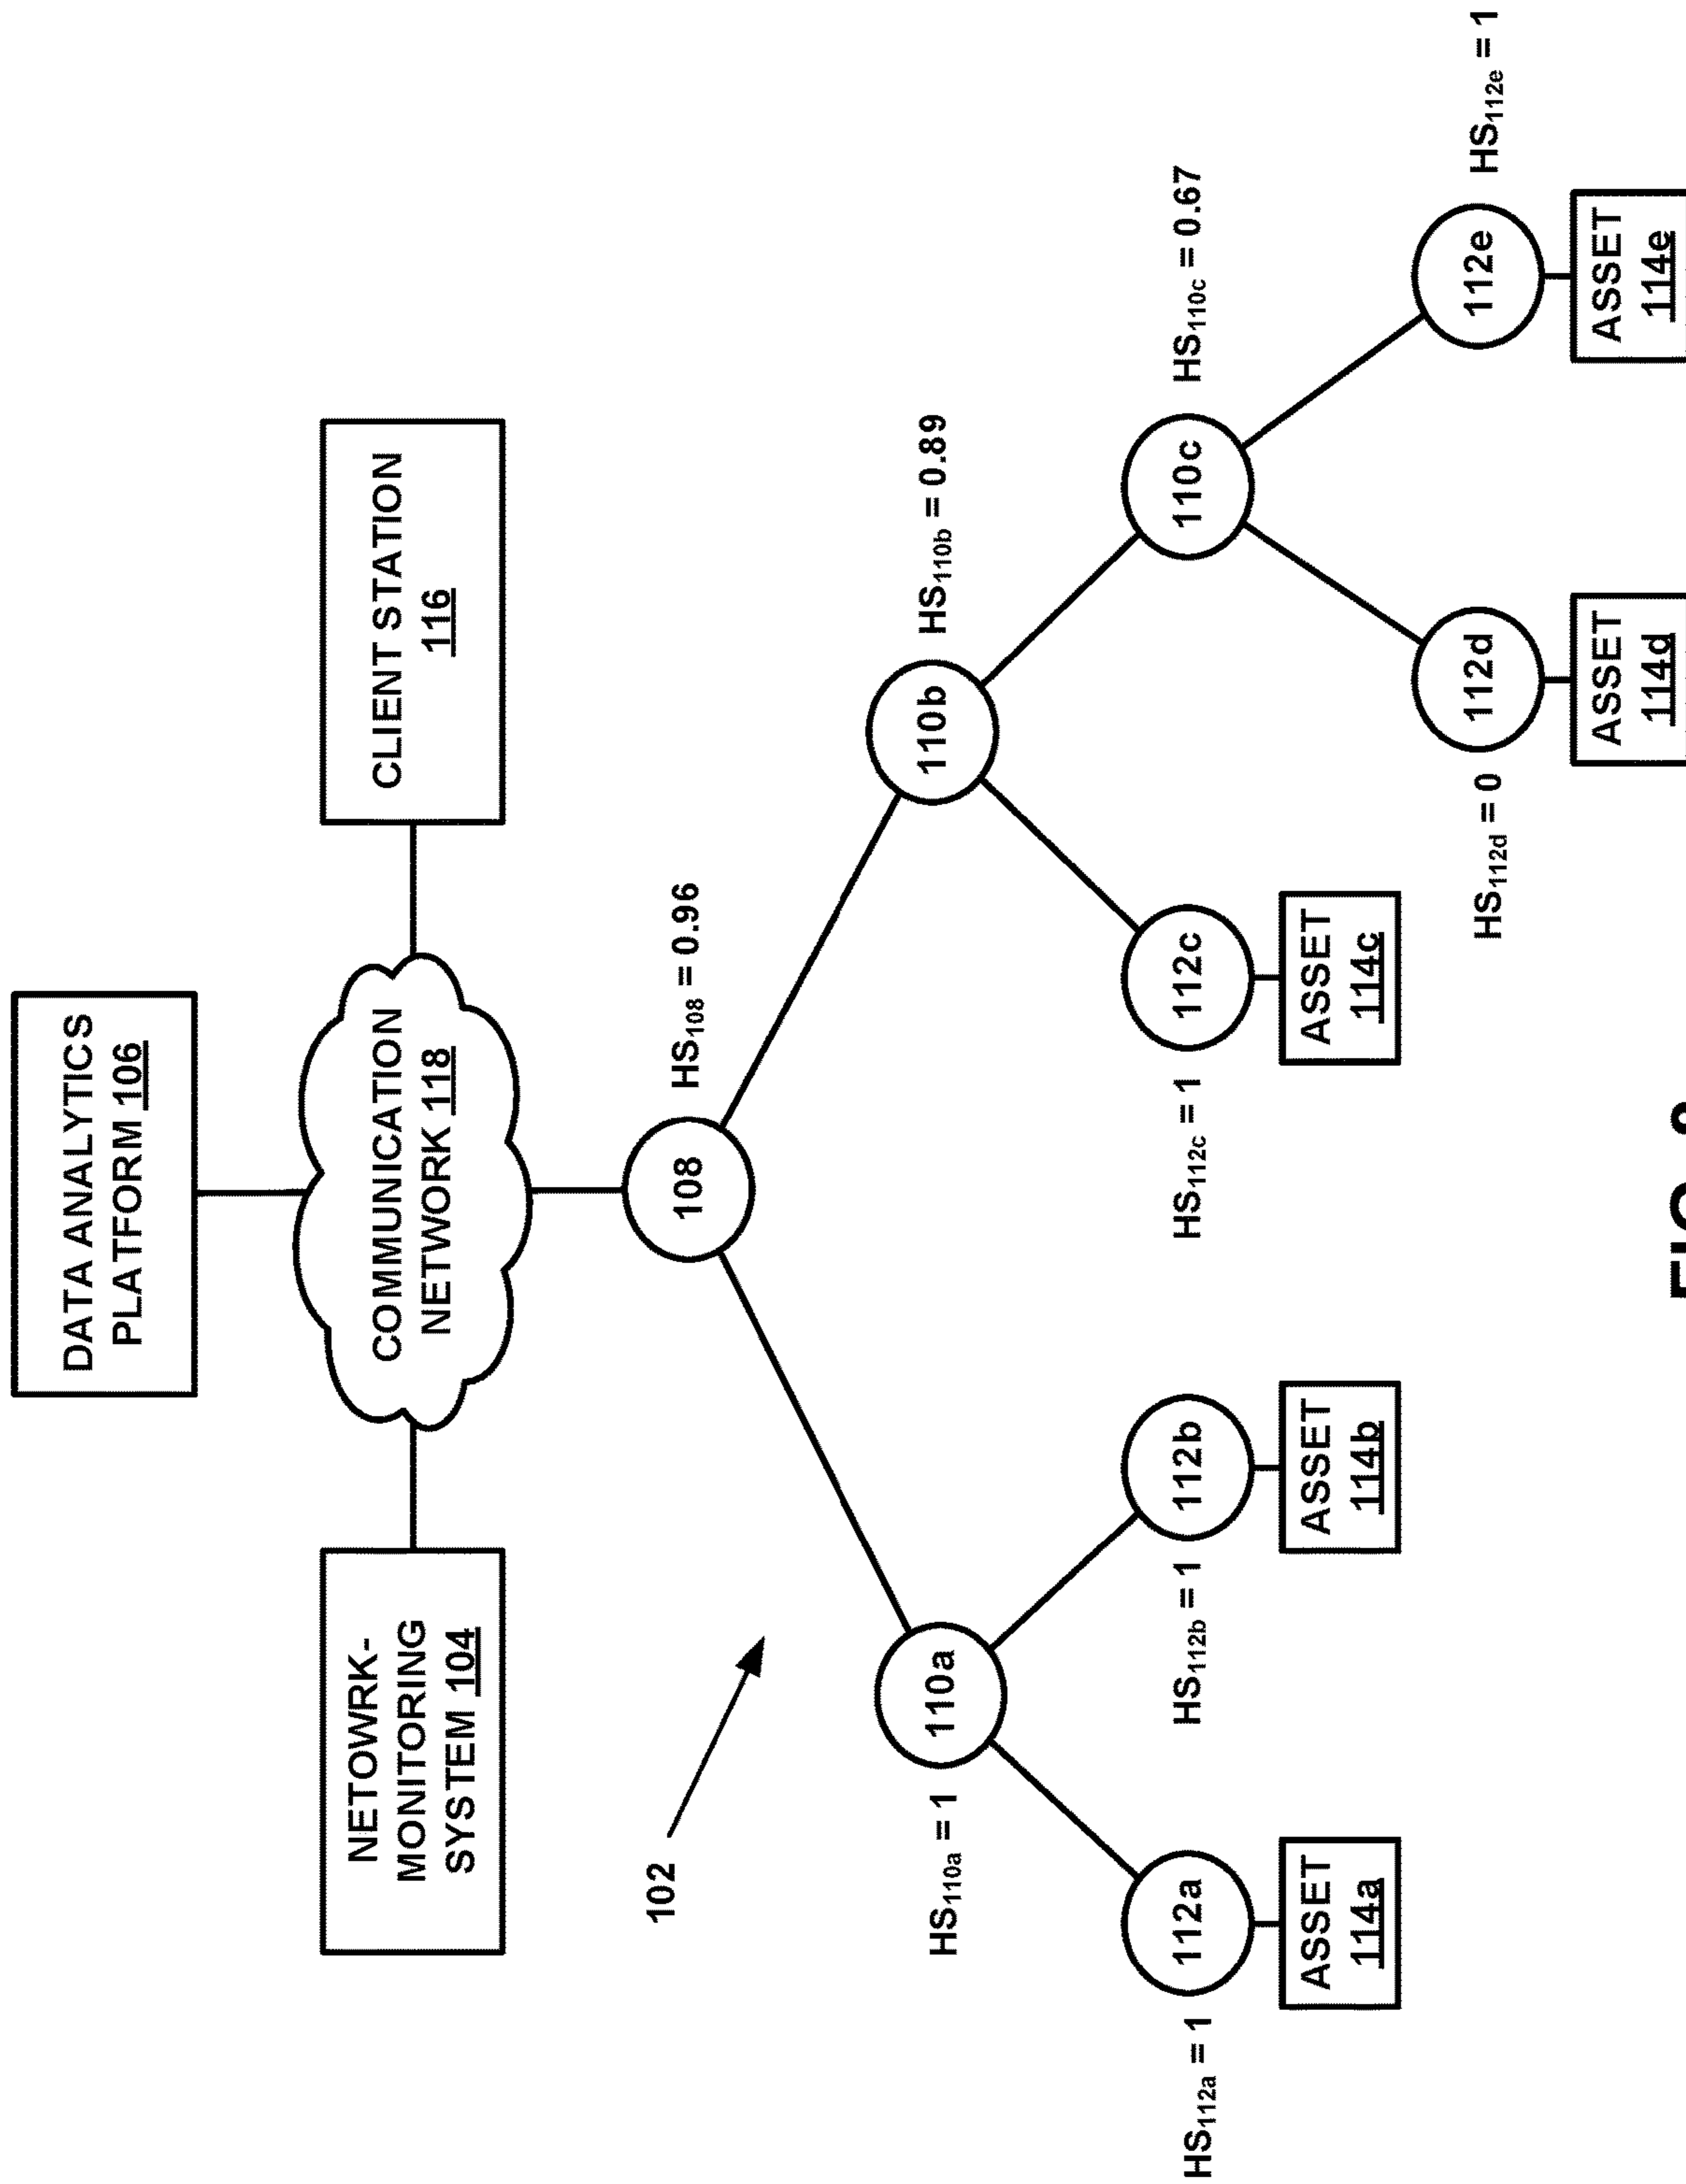 DATA ANALYTICS
PLATFORM 106
NETOWRK-
MONITORING
SYSTEM 104
COMMUNICATION
NETWORK 118
CLIENT STATION
116
102
108
HS108 = 0.96
HS110a = 1
110a
110b
HS110b = 0.89
HS112a = 1
112a
HS112b = 1
112b
HS112c = 1
112c
110c
HS110c = 0.67
ASSET
114a
ASSET
114b
ASSET
114c
HS112d = 0
112d
112e
HS112e = 1
ASSET
114d
ASSET
114e